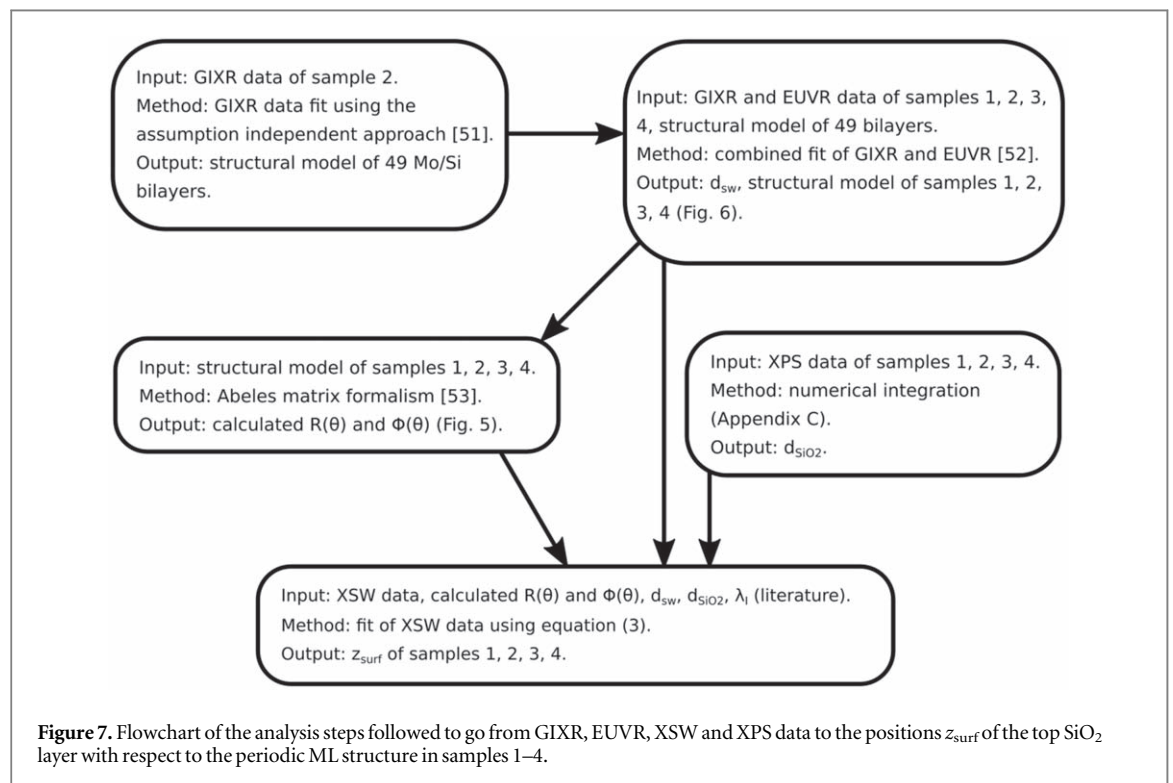 Input: GIXR data of sample 2.
Method: GIXR data fit using the
assumption independent approach [51].
Output: structural model of 49 Mo/Si
bilayers.
Input: GIXR and EUVR data of samples 1, 2, 3,
4, structural model of 49 bilayers.
Method: combined fit of GIXR and EUVR [52].
Output: d_sw, structural model of samples 1, 2,
3, 4 (Fig. 6).
Input: structural model of samples 1, 2, 3, 4.
Method: Abeles matrix formalism [53].
Output: calculated R(θ) and Φ(θ) (Fig. 5).
Input: XPS data of samples 1, 2, 3, 4.
Method: numerical integration
(Appendix C).
Output: d_SiO2.
Input: XSW data, calculated R(θ) and Φ(θ), d_sw, d_SiO2, λ_I (literature).
Method: fit of XSW data using equation (3).
Output: z_surf of samples 1, 2, 3, 4.
Figure 7. Flowchart of the analysis steps followed to go from GIXR, EUVR, XSW and XPS data to the positions z_surf of the top SiO₂
layer with respect to the periodic ML structure in samples 1–4.